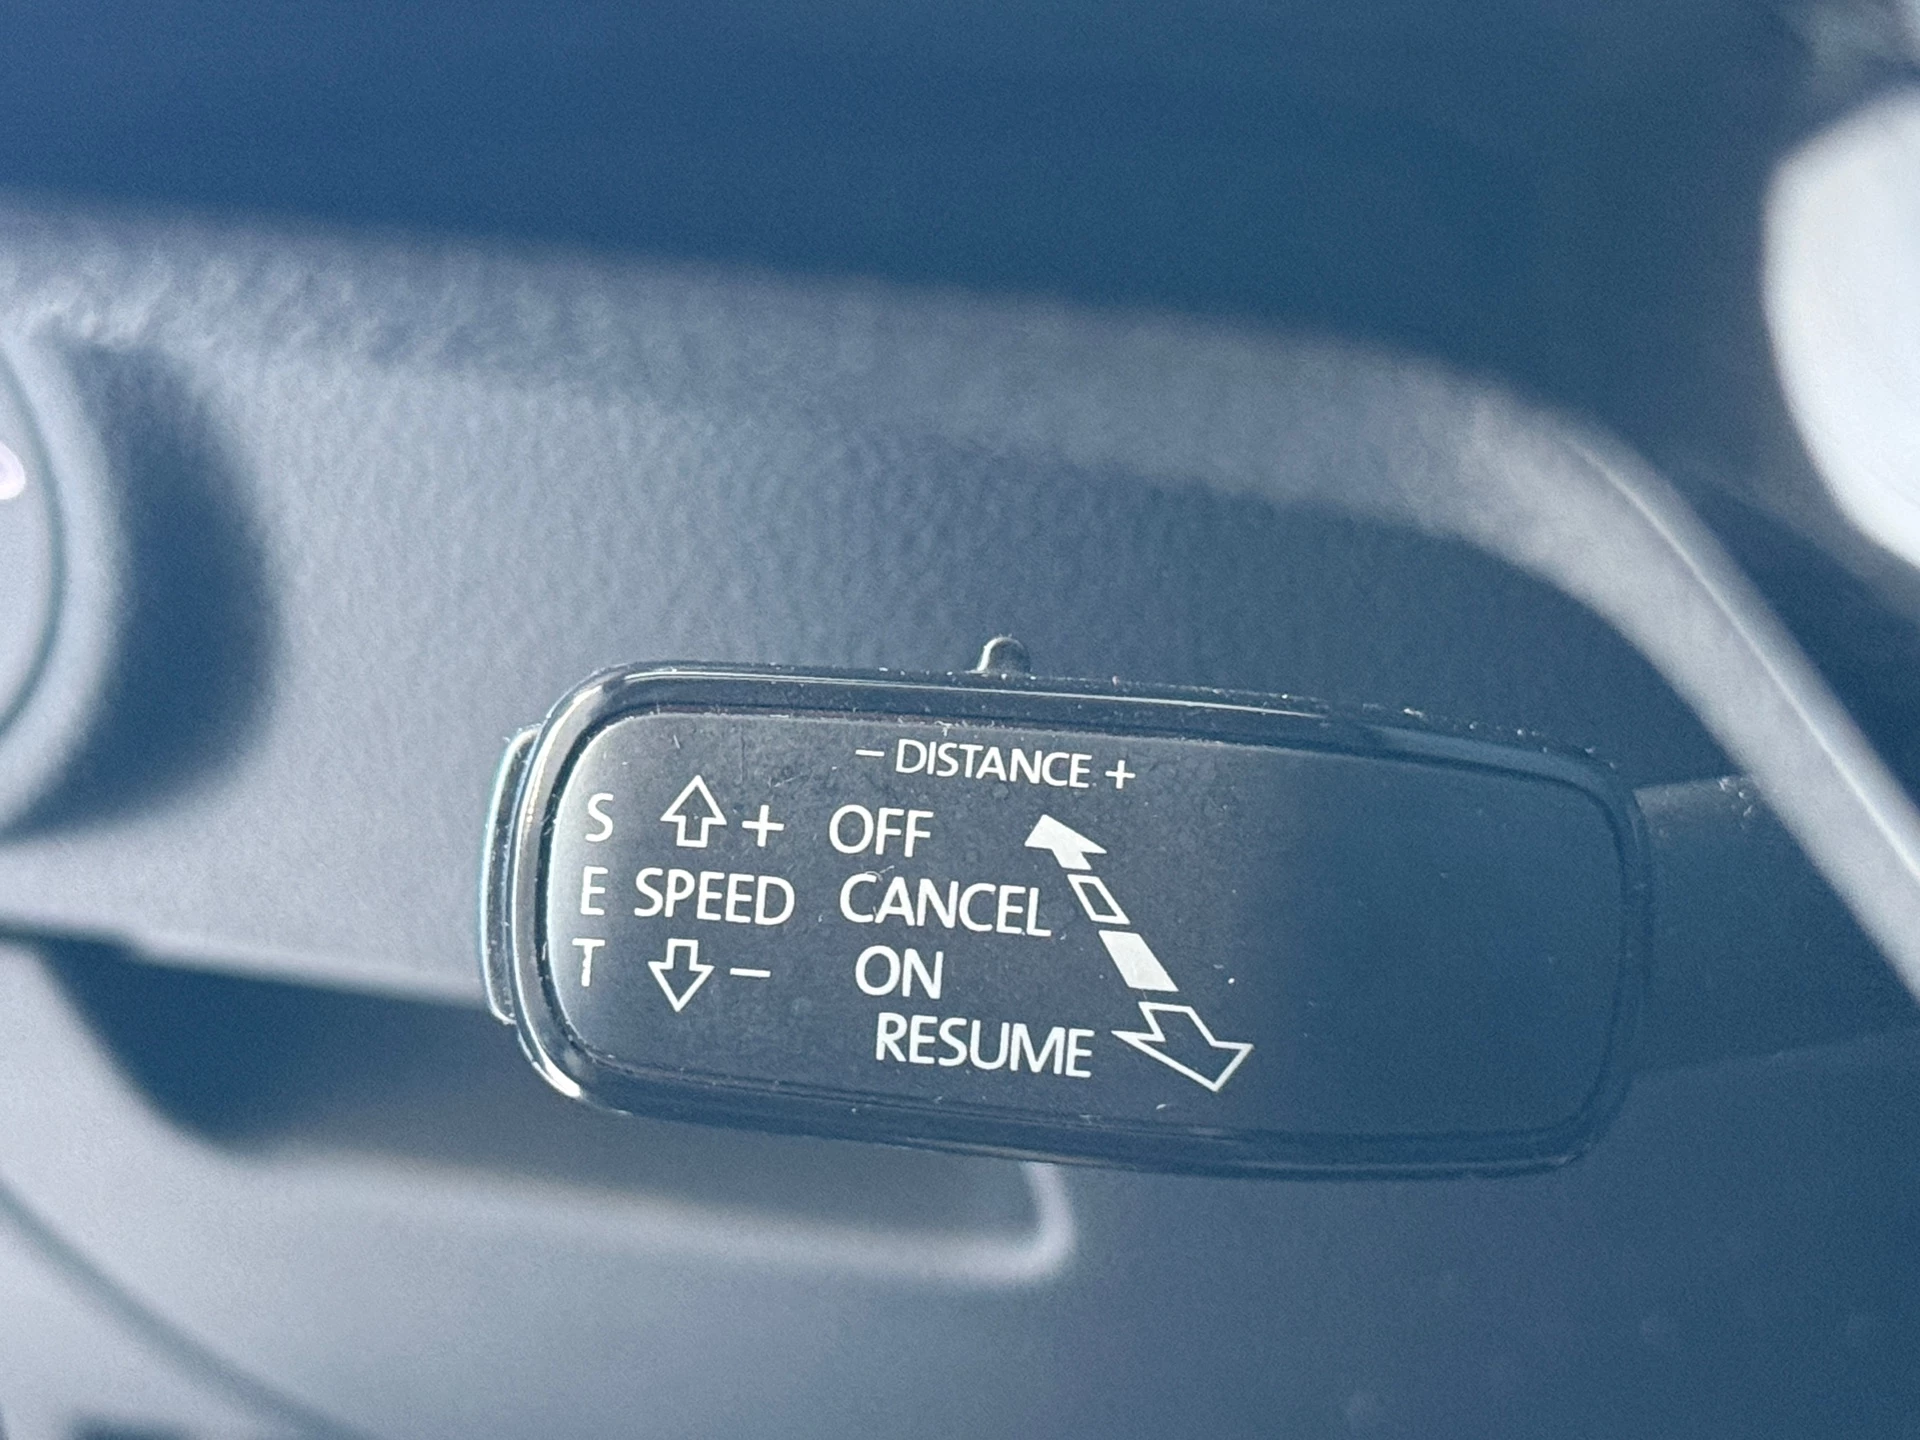 – DISTANCE +
S + OFF
E SPEED CANCEL
T – ON
RESUME